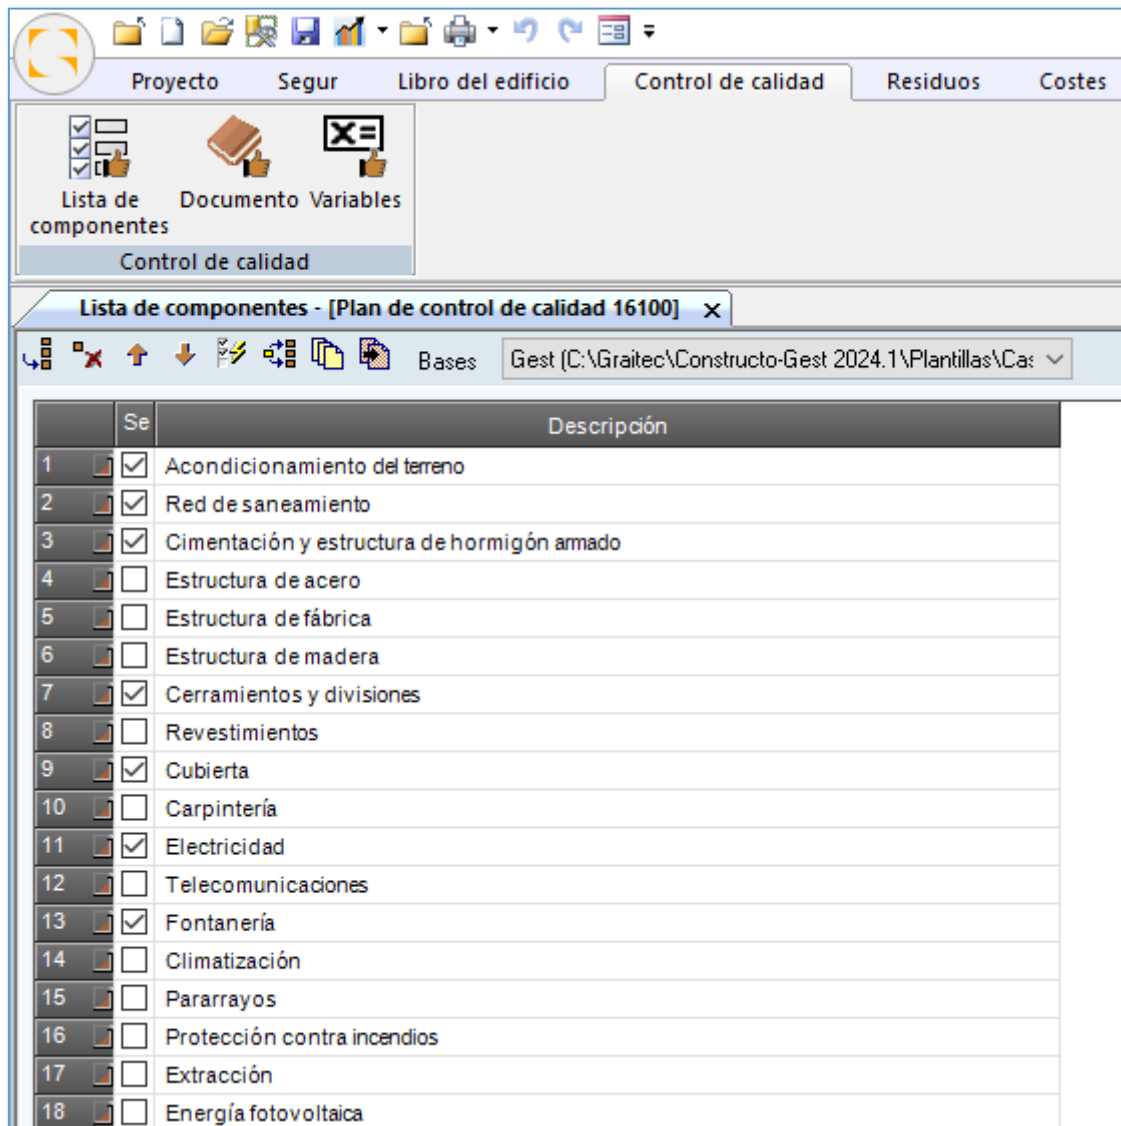 Proyecto Segur Libro del edificio Control de calidad Residuos Costes
Lista de componentes Documento Variables
Control de calidad
Lista de componentes - [Plan de control de calidad 16100] x
Bases Gest (C:\Graitec\Constructo-Gest 2024.1\Plantillas\Cas
Se Descripción
1 Acondicionamiento del terreno
2 Red de saneamiento
3 Cimentación y estructura de hormigón armado
4 Estructura de acero
5 Estructura de fábrica
6 Estructura de madera
7 Cerramientos y divisiones
8 Revestimientos
9 Cubierta
10 Carpintería
11 Electricidad
12 Telecomunicaciones
13 Fontanería
14 Climatización
15 Pararrayos
16 Protección contra incendios
17 Extracción
18 Energía fotovoltaica